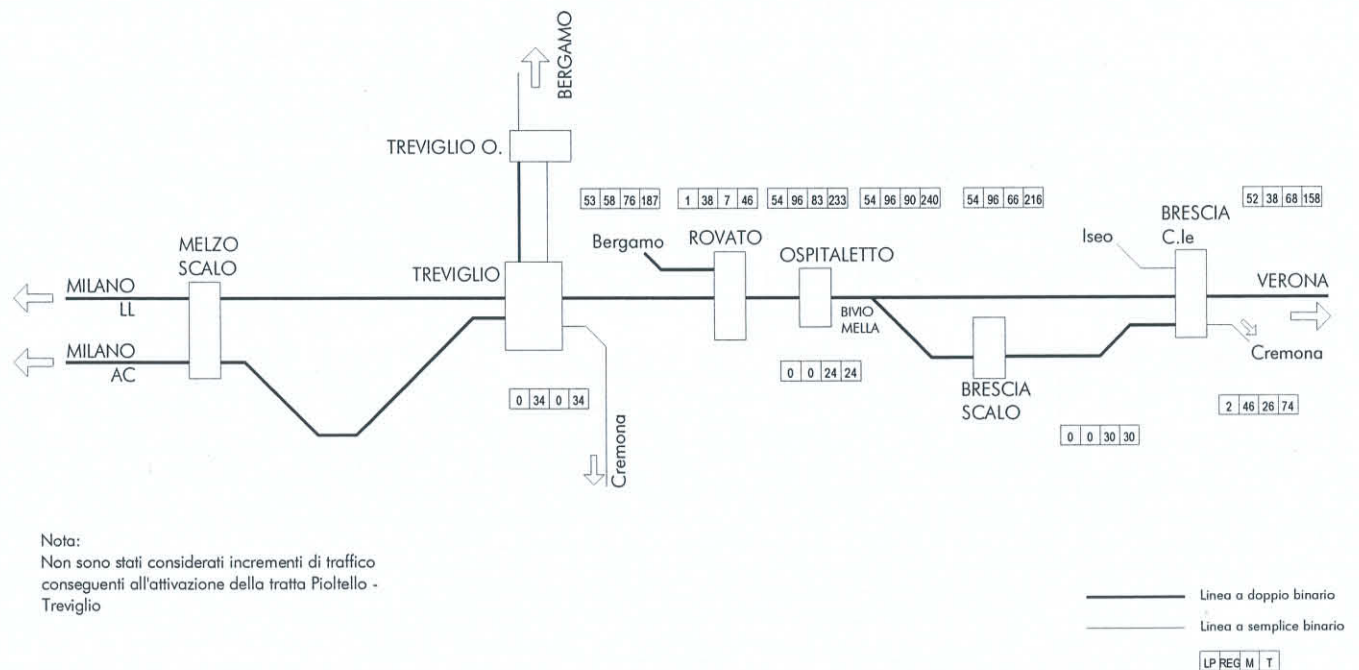 BERGAMO
TREVIGLIO O.
53 58 76 187
1 38 7 46
54 96 83 233
54 96 90 240
54 96 66 216
52 38 68 158
MELZO
SCALO
TREVIGLIO
Bergamo
ROVATO
OSPITALETTO
Iseo
BRESCIA
C.le
MILANO
LL
VERONA
BIVIO
MELLA
MILANO
AC
Cremona
0 0 24 24
BRESCIA
SCALO
0 34 0 34
Cremona
2 46 26 74
0 0 30 30
Nota:
Non sono stati considerati incrementi di traffico
conseguenti all'attivazione della tratta Pioltello -
Treviglio
Linea a doppio binario
Linea a semplice binario
LP REG M T